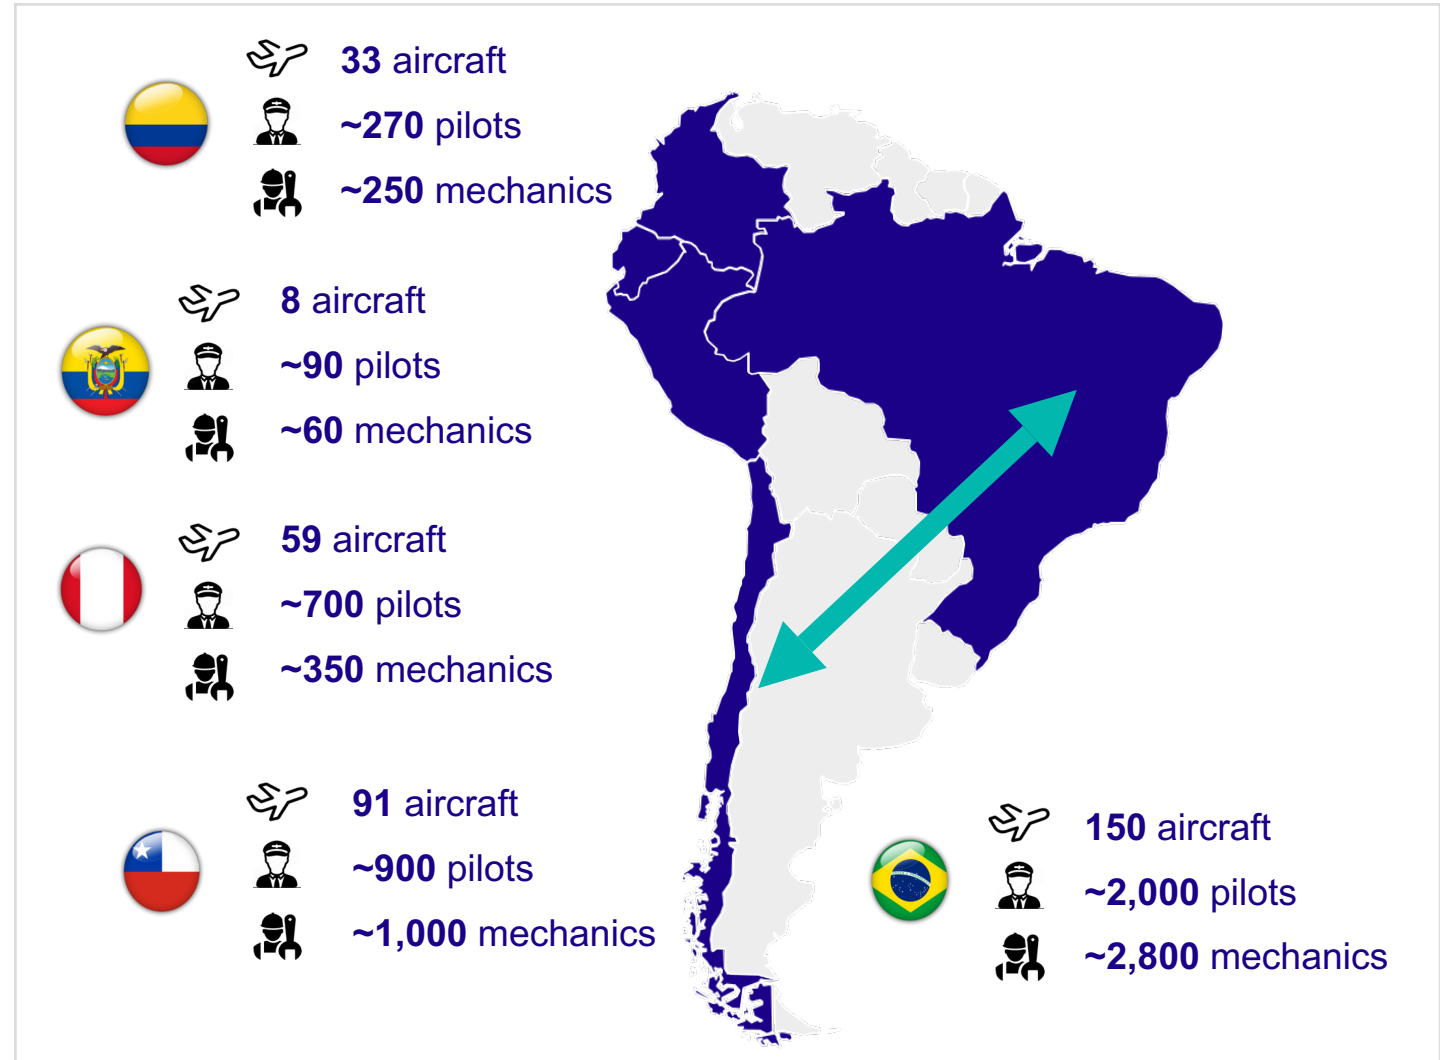 33 aircraft
~270 pilots
~250 mechanics
8 aircraft
~90 pilots
~60 mechanics
59 aircraft
~700 pilots
~350 mechanics
91 aircraft
~900 pilots
~1,000 mechanics
150 aircraft
~2,000 pilots
~2,800 mechanics